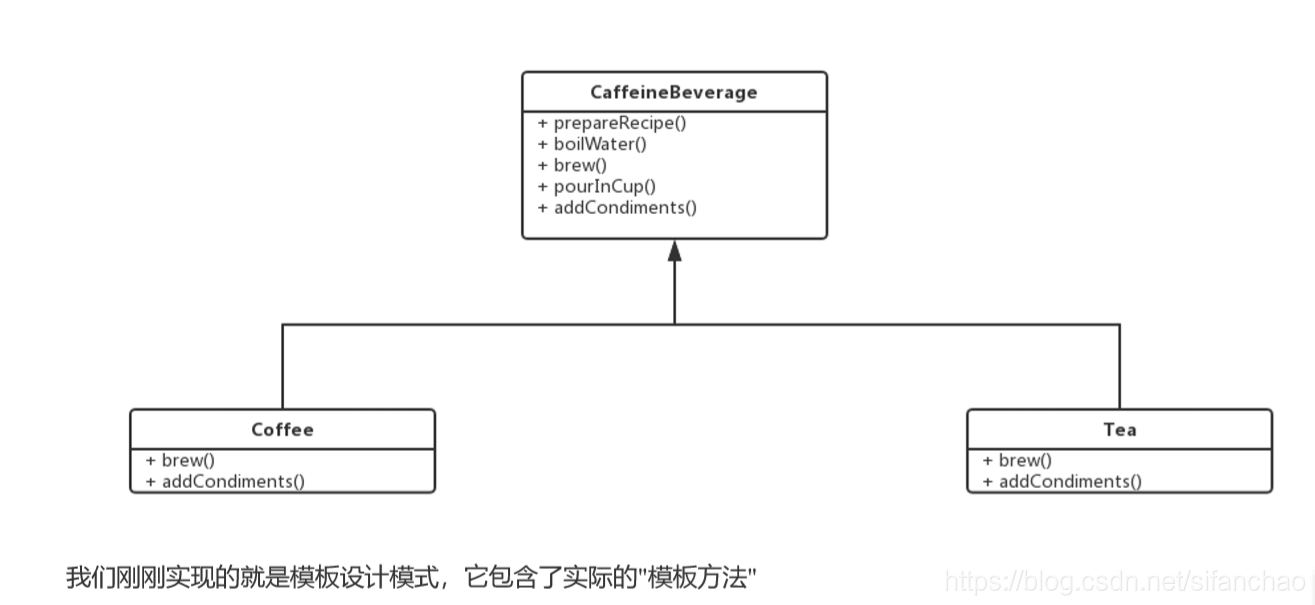 CaffeineBeverage
+ prepareRecipe()
+ boilWater()
+ brew()
+ pourInCup()
+ addCondiments()
Coffee
+ brew()
+ addCondiments()
Tea
+ brew()
+ addCondiments()
我们刚刚实现的就是模板设计模式，它包含了实际的"模板方法"
https://blog.csdn.net/sifanchao